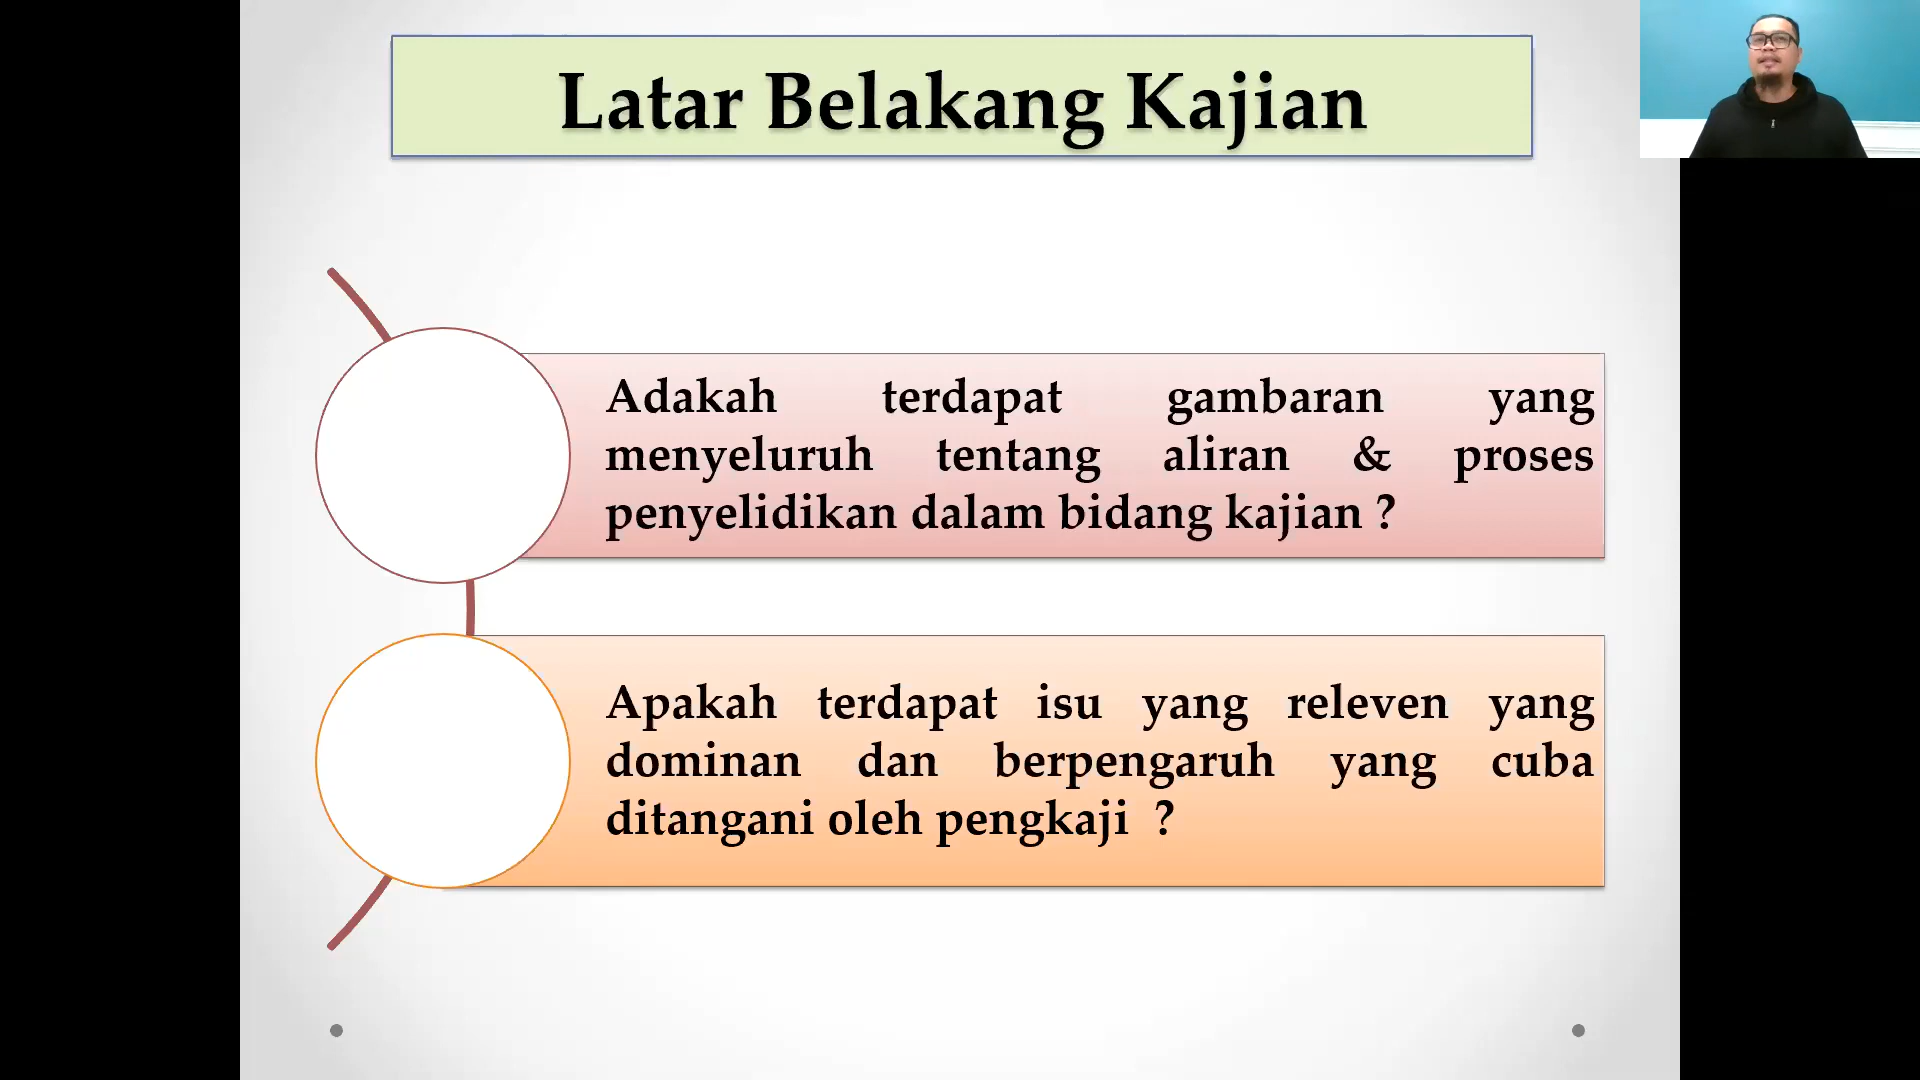 Latar Belakang Kajian
Adakah terdapat gambaran yang
menyeluruh tentang aliran & proses
penyelidikan dalam bidang kajian ?
Apakah terdapat isu yang releven yang
dominan dan berpengaruh yang cuba
ditangani oleh pengkaji ?